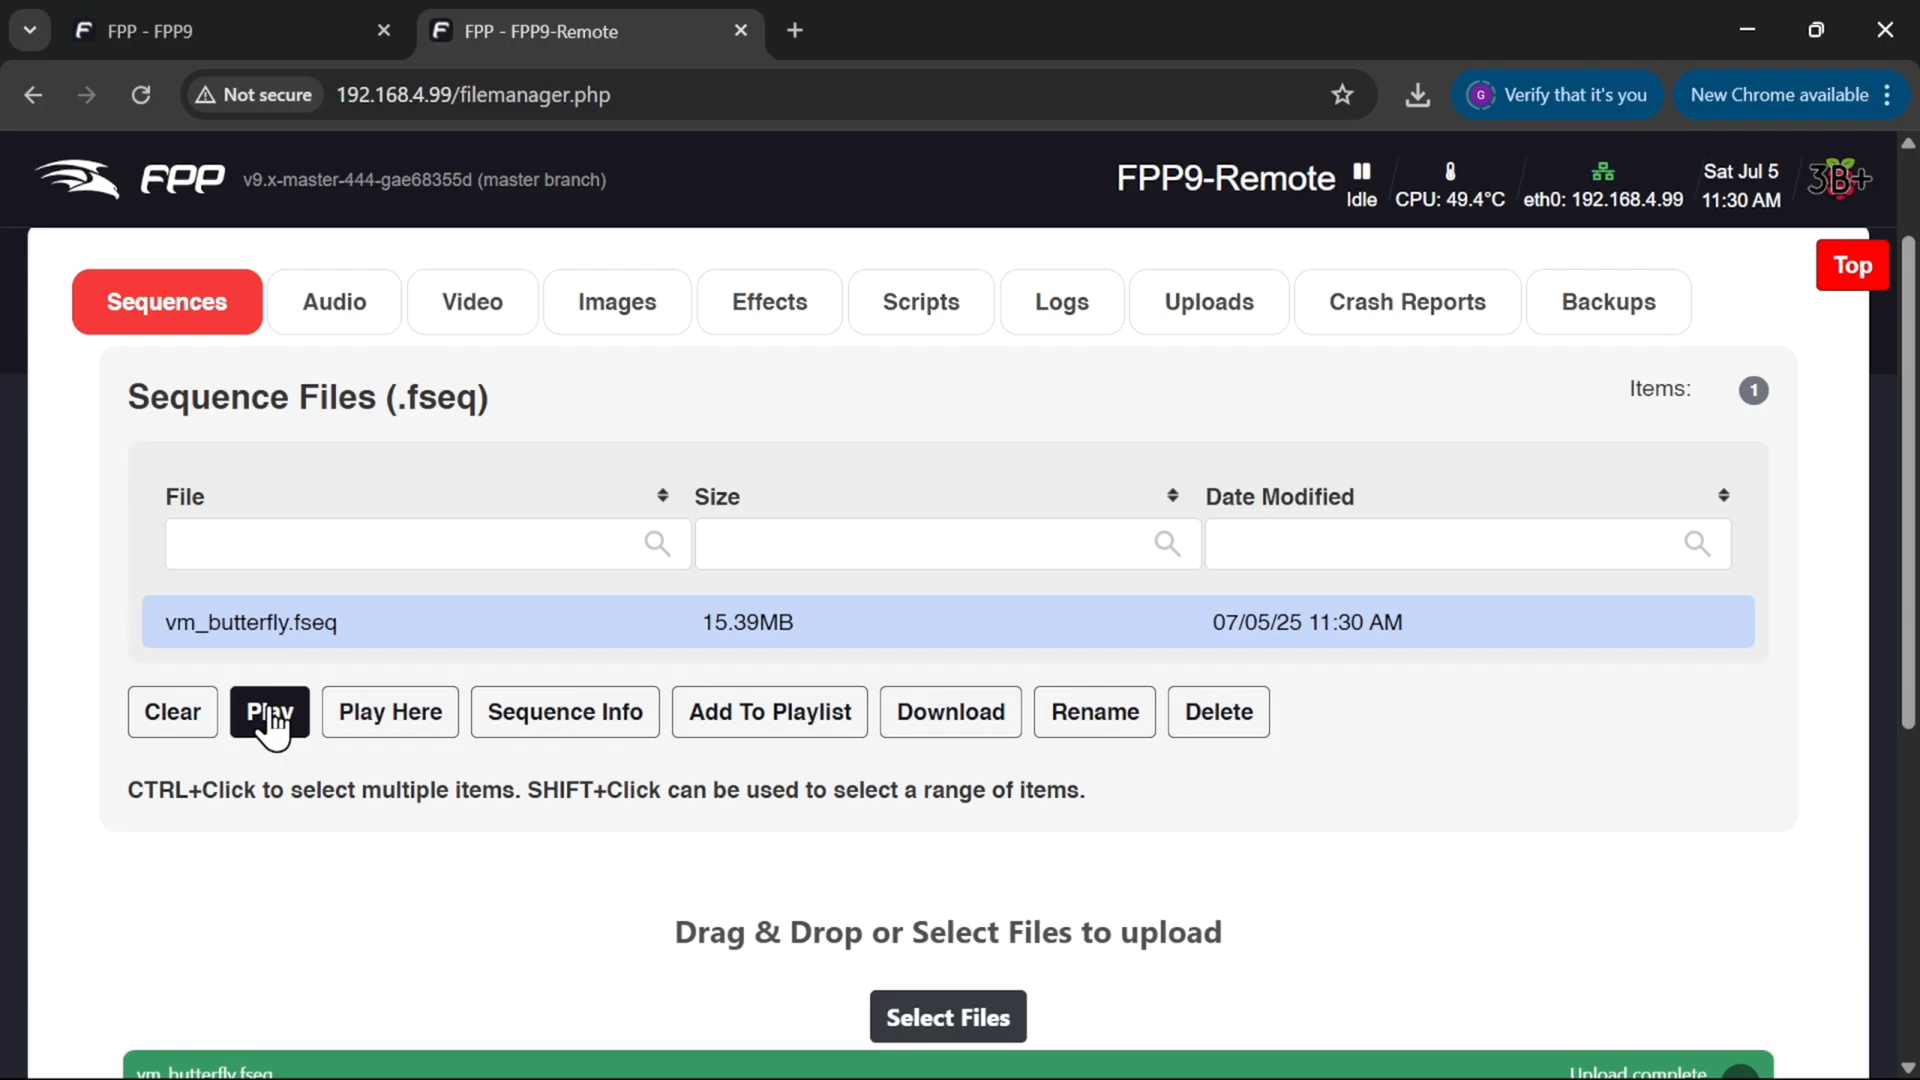 FPP - FPP9
FPP - FPP9-Remote
Not secure
192.168.4.99/filemanager.php
G
Verify that it's you
New Chrome available
FPP
v9.x-master-444-gae68355d (master branch)
FPP9-Remote
Idle
CPU: 49.4°C
eth0: 192.168.4.99
Sat Jul 5
11:30 AM
3B+
Top
Sequences
Audio
Video
Images
Effects
Scripts
Logs
Uploads
Crash Reports
Backups
Sequence Files (.fseq)
Items:
1
File
Size
Date Modified
vm_butterfly.fseq
15.39MB
07/05/25 11:30 AM
Clear
Play
Play Here
Sequence Info
Add To Playlist
Download
Rename
Delete
CTRL+Click to select multiple items. SHIFT+Click can be used to select a range of items.
Drag & Drop or Select Files to upload
Select Files
vm_butterfly.fseq
Upload complete